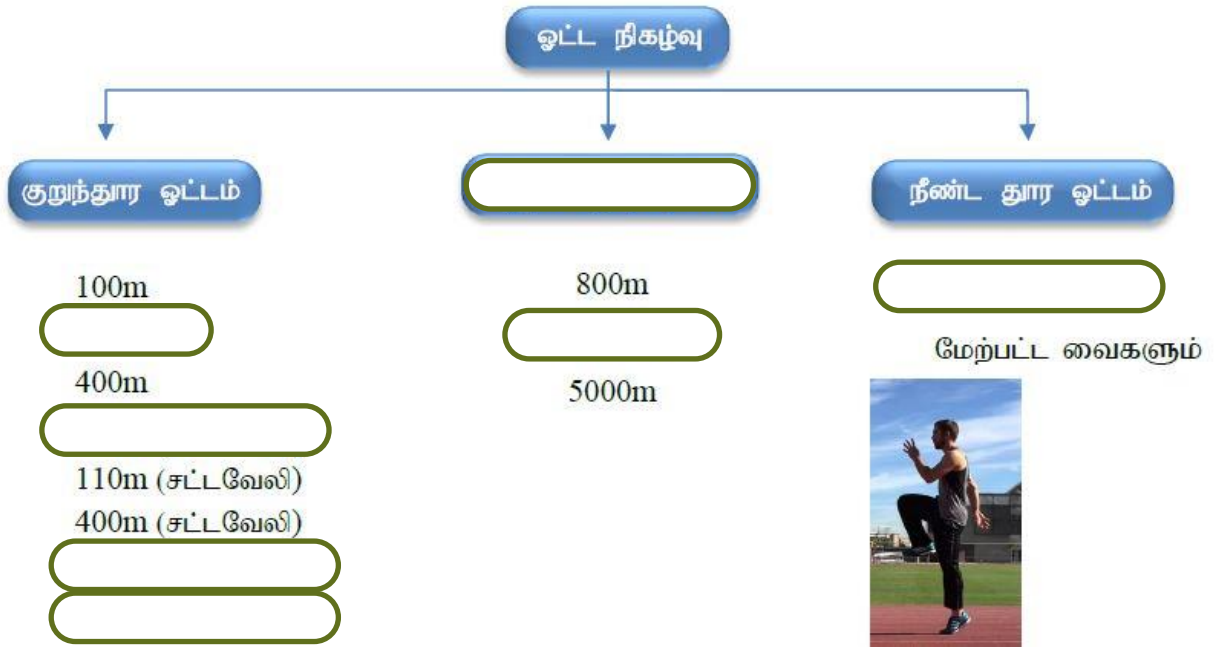 ஓட்ட நிகழ்வு
குறுந்தூர ஓட்டம்
நீண்ட தூர ஓட்டம்
100m
400m
110m (சட்டவேலி)
400m (சட்டவேலி)
800m
5000m
மேற்பட்ட வைகளும்